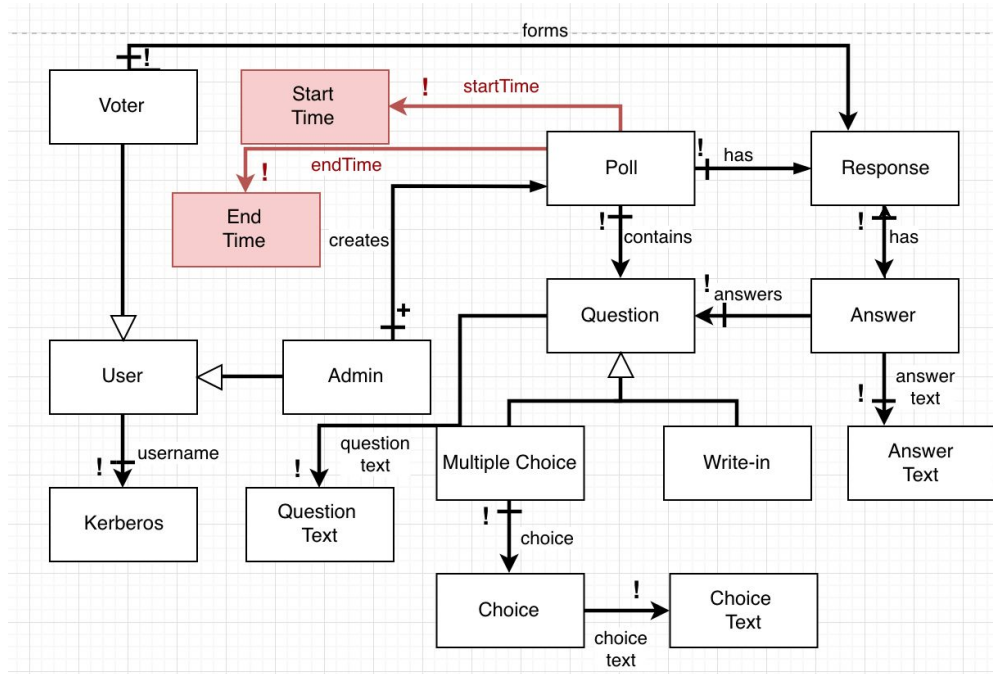 forms
!
Voter
Start
Time
!
startTime
Poll
!
has
Response
!
endTime
End
Time
creates
!
contains
!
has
+
Question
!
answers
Answer
User
Admin
answer
text
!
!
username
question
text
!
Multiple Choice
Write-in
Answer
Text
Kerberos
Question
Text
!
choice
Choice
!
choice
text
Choice
Text